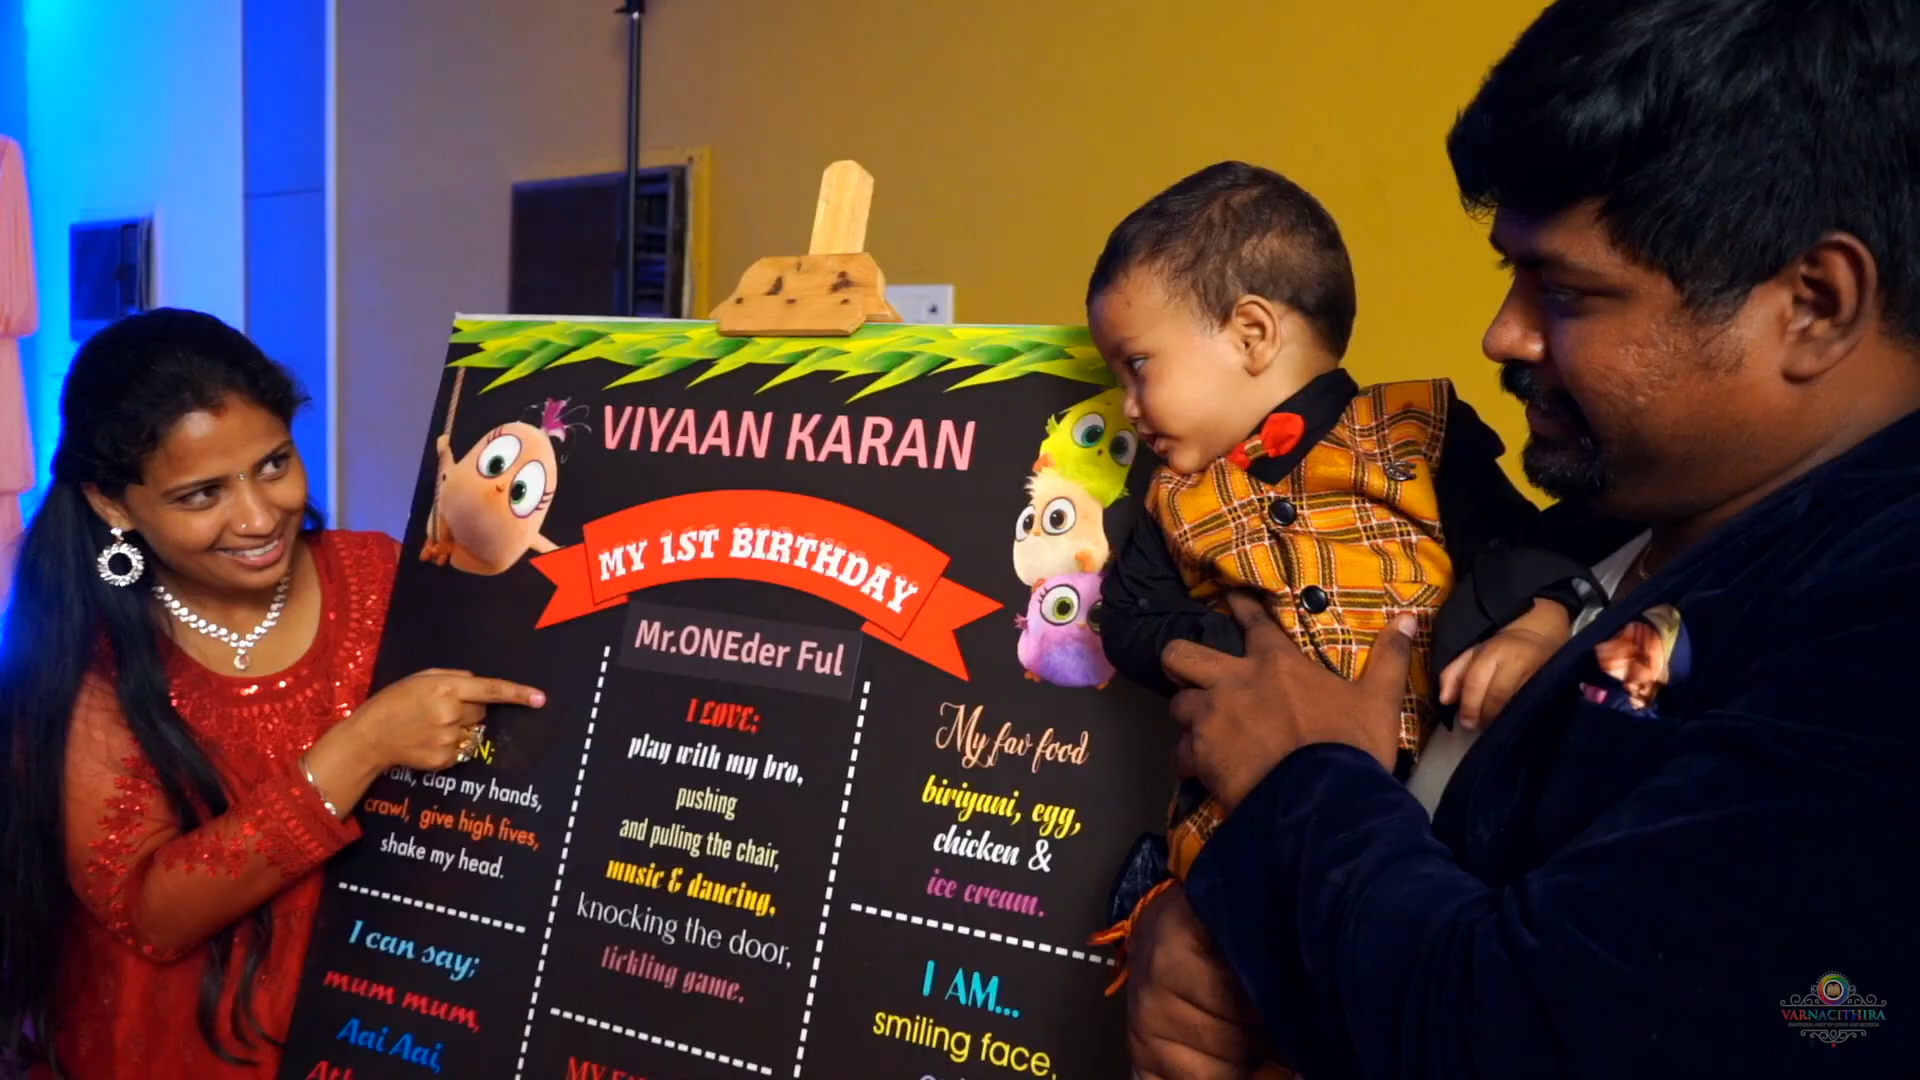 VIYAAN KARAN
MY 1ST BIRTHDAY
Mr.ONEder Ful
clap my hands,
crawl, give high fives,
shake my head.
I can say;
mum mum,
Aai Aai,
I LOVE;
play with my bro,
pushing
and pulling the chair,
music & dancing,
knocking the door,
tickling game.
My fav food
biriyani, egg,
chicken &
ice cream.
I AM...
smiling face,
VARNACITHIRA